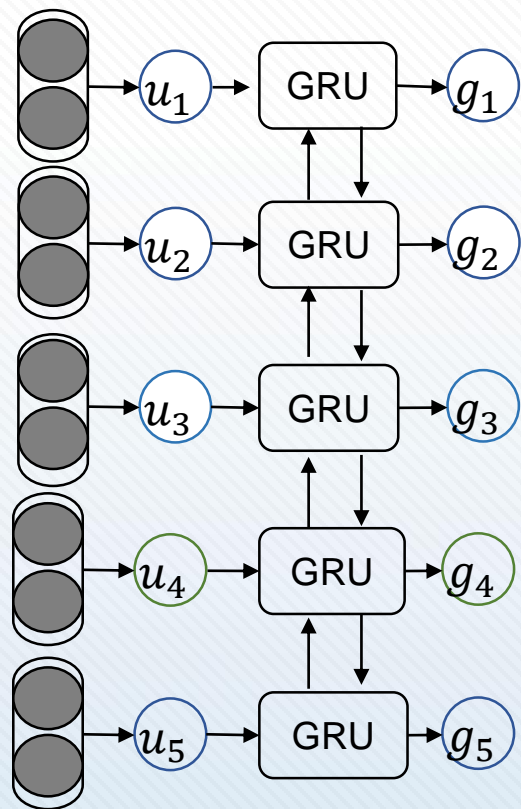 u₁ GRU g₁
u₂ GRU g₂
u₃ GRU g₃
u₄ GRU g₄
u₅ GRU g₅